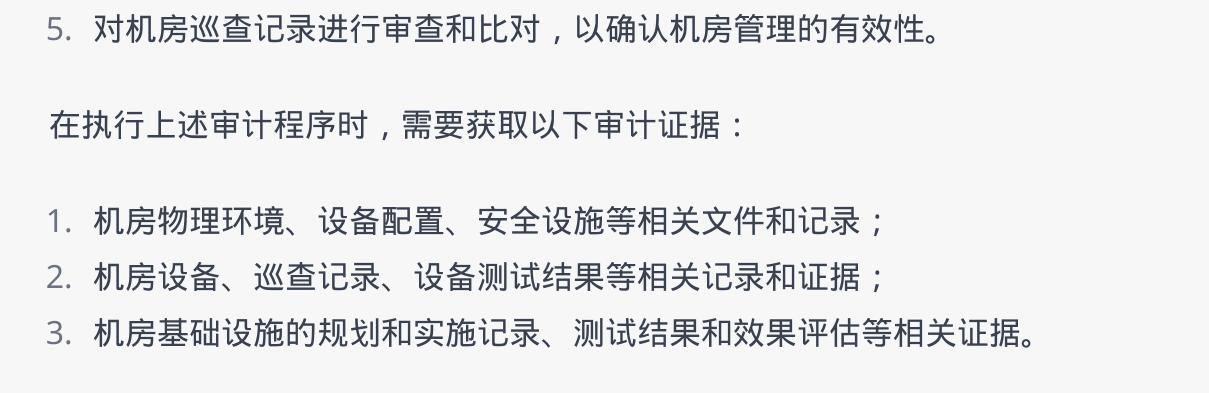 5. 对机房巡查记录进行审查和比对，以确认机房管理的有效性。
在执行上述审计程序时，需要获取以下审计证据：
1. 机房物理环境、设备配置、安全设施等相关文件和记录；
2. 机房设备、巡查记录、设备测试结果等相关记录和证据；
3. 机房基础设施的规划和实施记录、测试结果和效果评估等相关证据。